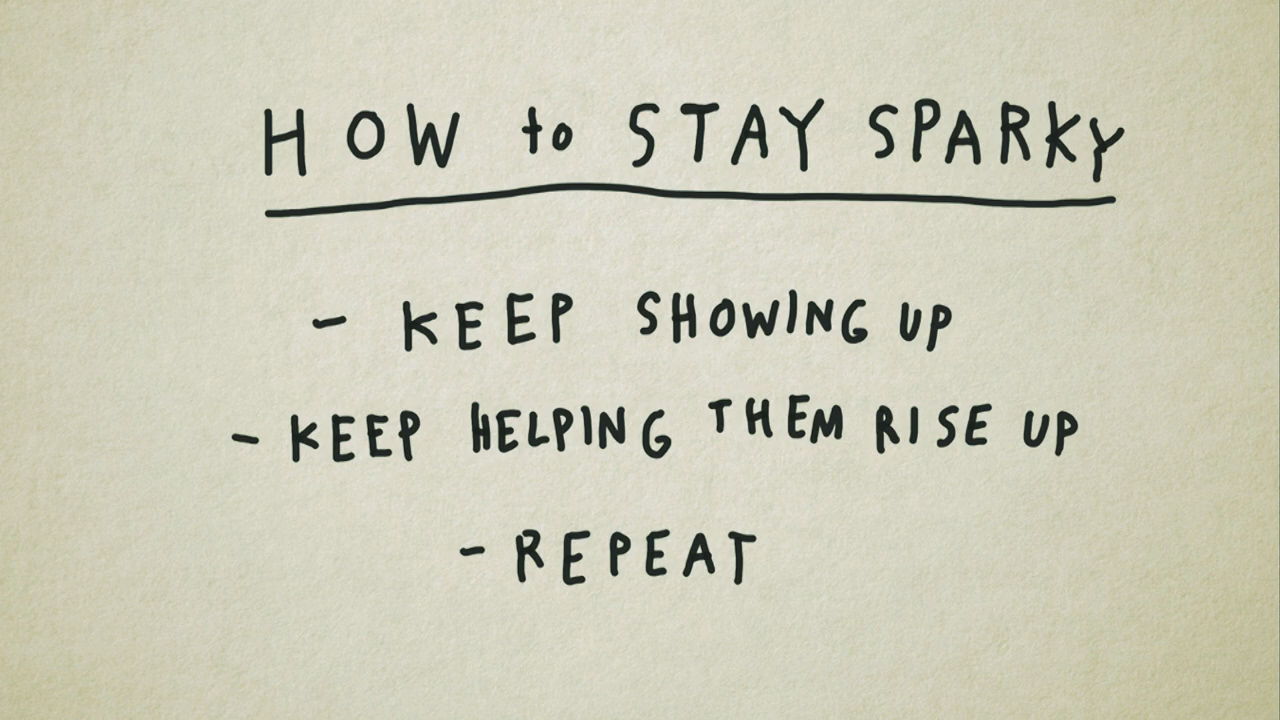 HOW to STAY SPARKY
- KEEP SHOWING UP
- KEEP HELPING THEM RISE UP
- REPEAT